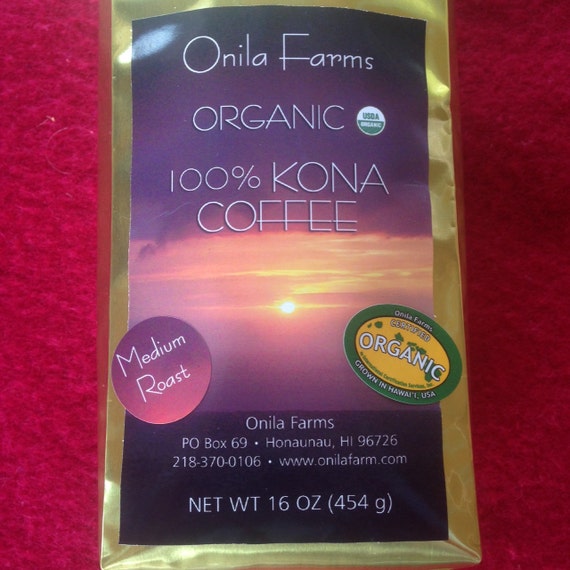 Onila Farms
ORGANIC
USDA
ORGANIC
100% KONA
COFFEE
Medium
Roast
Onila Farms
CERTIFIED
ORGANIC
GROWN IN HAWAI'I, USA
Onila Farms
PO Box 69 • Honaunau, HI 96726
218-370-0106 • www.onilafarm.com
NET WT 16 OZ (454 g)